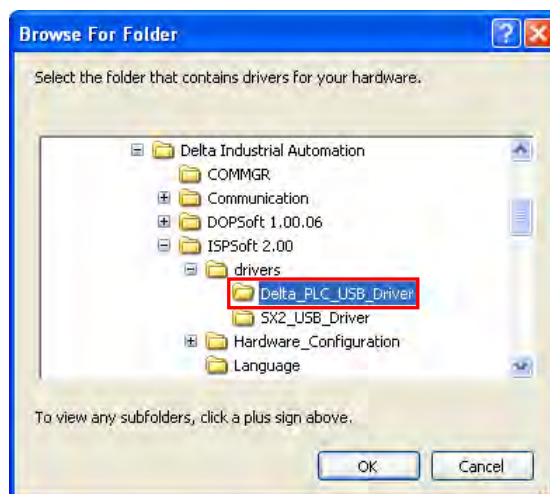 Browse For Folder
Select the folder that contains drivers for your hardware.
Delta Industrial Automation
COMMGR
Communication
DOPSoft 1.00.06
ISPSoft 2.00
drivers
Delta_PLC_USB_Driver
SX2_USB_Driver
Hardware_Configuration
Language
To view any subfolders, click a plus sign above.
OK Cancel